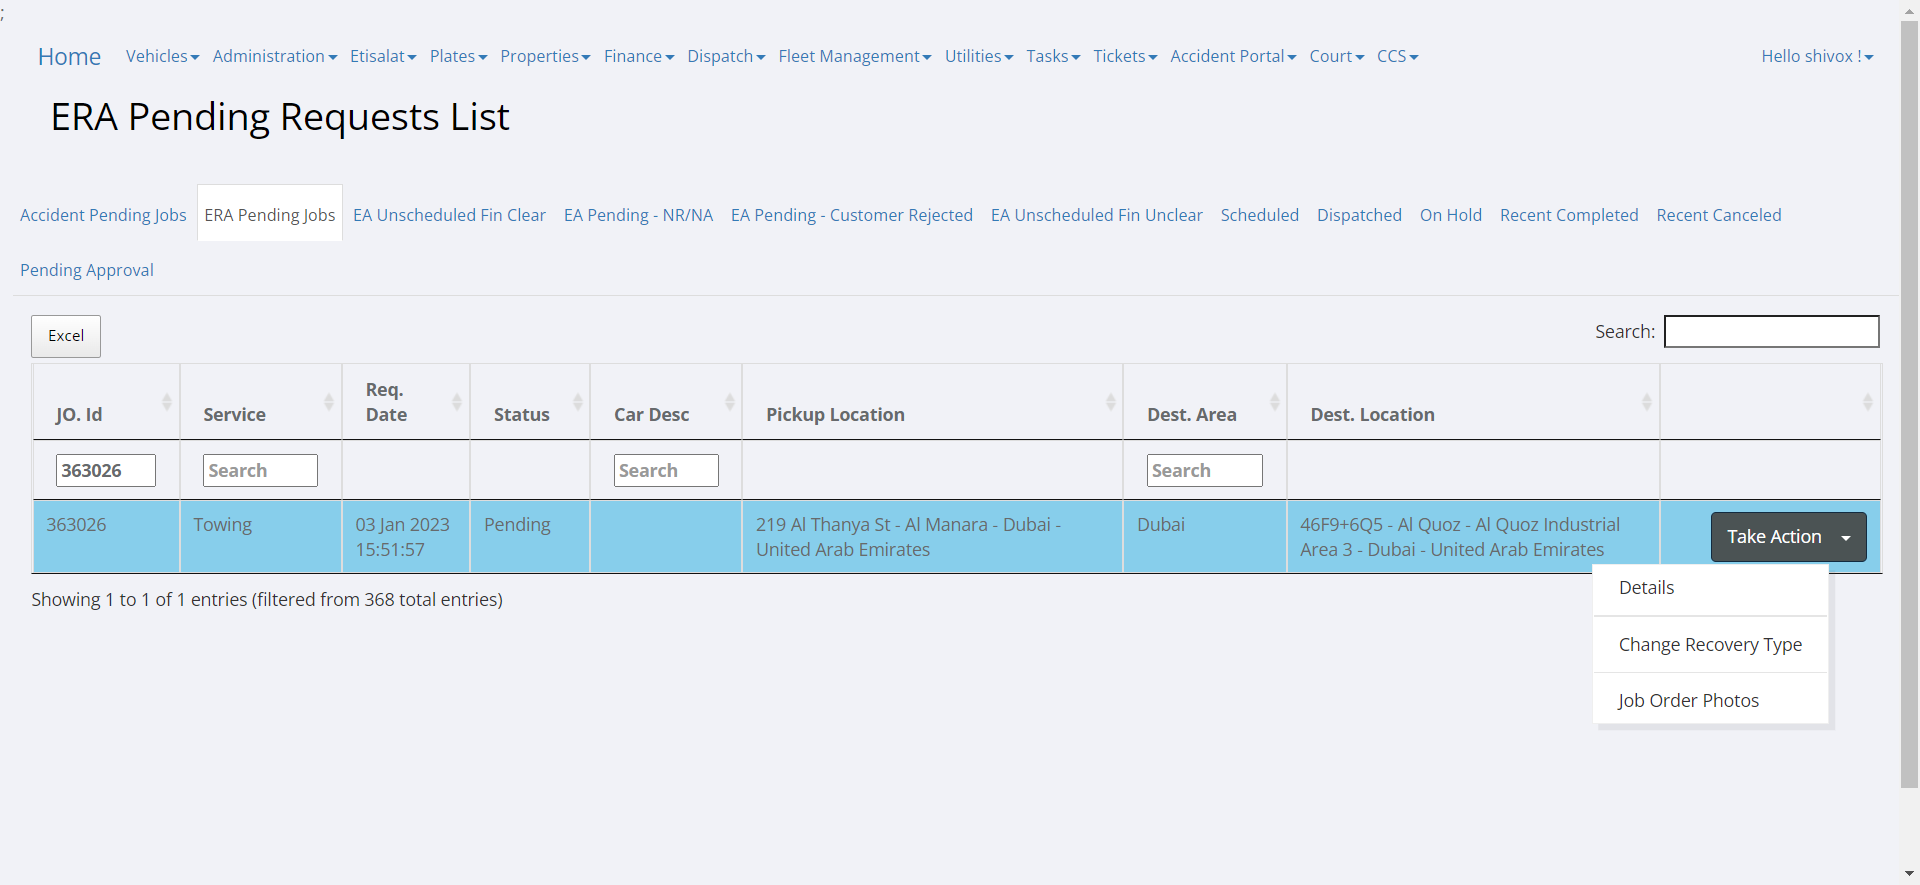 ;
Home Vehicles Administration Etisalat Plates Properties Finance Dispatch Fleet Management Utilities Tasks Tickets Accident Portal Court CCS Hello shivox !
ERA Pending Requests List
Accident Pending Jobs ERA Pending Jobs EA Unscheduled Fin Clear EA Pending - NR/NA EA Pending - Customer Rejected EA Unscheduled Fin Unclear Scheduled Dispatched On Hold Recent Completed Recent Canceled
Pending Approval
Excel Search:
JO. Id Service Req. Date Status Car Desc Pickup Location Dest. Area Dest. Location
363026 Search Search Search
363026 Towing 03 Jan 2023 Pending 219 Al Thanya St - Al Manara - Dubai - Dubai 46F9+6Q5 - Al Quoz - Al Quoz Industrial Take Action
15:51:57 United Arab Emirates Area 3 - Dubai - United Arab Emirates
Details
Showing 1 to 1 of 1 entries (filtered from 368 total entries)
Change Recovery Type
Job Order Photos